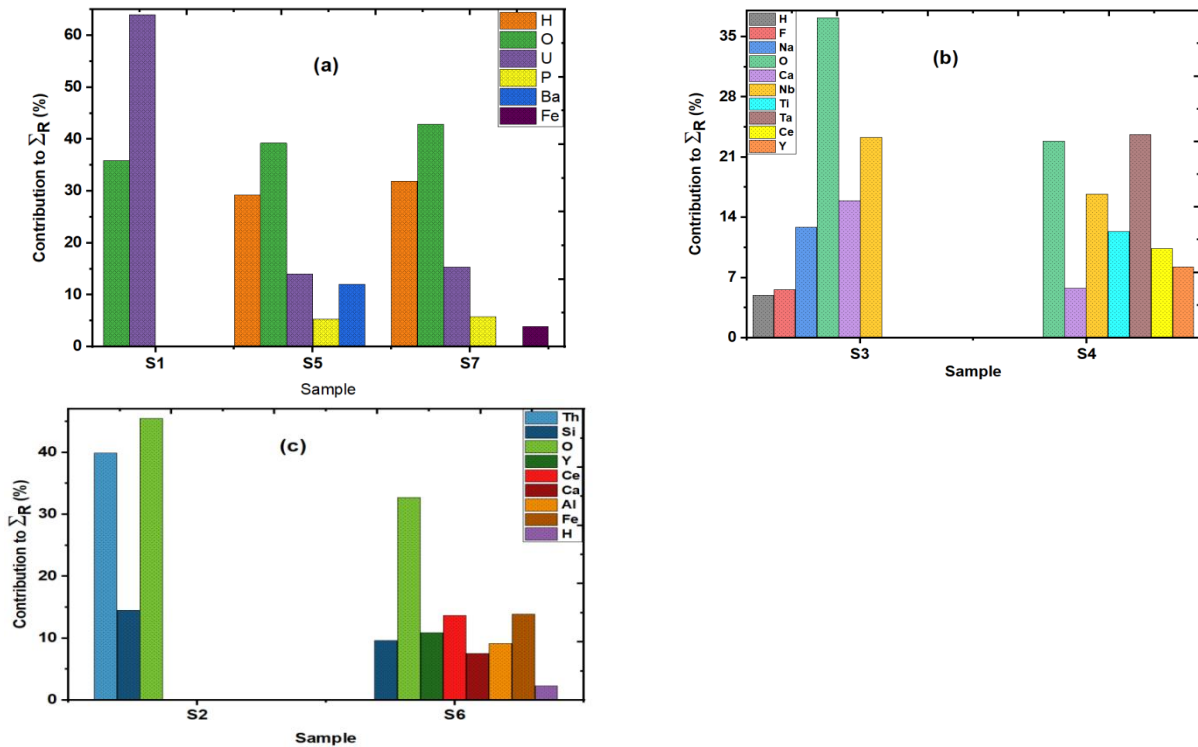 (a)
H
O
U
P
Ba
Fe
Contribution to ΣR (%)
60
50
40
30
20
10
0
S1 S5 S7
Sample
(b)
H
F
Na
O
Ca
Nb
Ti
Ta
Ce
Y
Contribution to ΣR (%)
35
28
21
14
7
0
S3 S4
Sample
(c)
Th
Si
O
Y
Ce
Ca
Al
Fe
H
Contribution to ΣR (%)
40
30
20
10
0
S2 S6
Sample